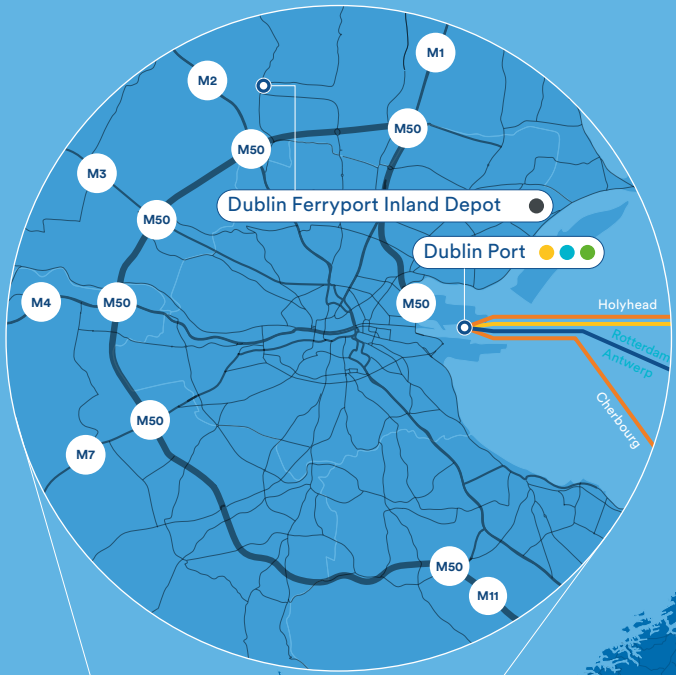 M1
M2
M50
M50
M3
Dublin Ferryport Inland Depot
M50
Dublin Port
M4
M50
M50
Holyhead
Rotterdam
Antwerp
Cherbourg
M50
M7
M50
M11